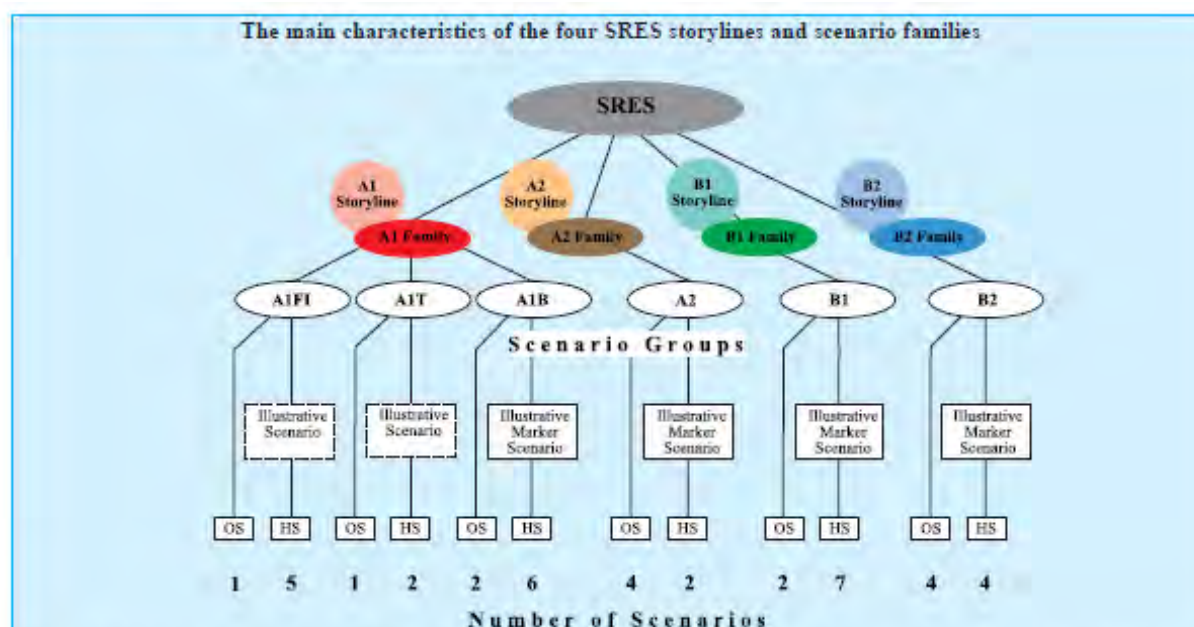 The main characteristics of the four SRES storylines and scenario families
SRES
A1
Storyline
A2
Storyline
B1
Storyline
B2
Storyline
A1 Family
A2 Family
B1 Family
B2 Family
A1FI
A1T
A1B
A2
B1
B2
Scenario Groups
Illustrative
Scenario
Illustrative
Scenario
Illustrative
Marker
Scenario
Illustrative
Marker
Scenario
Illustrative
Marker
Scenario
Illustrative
Marker
Scenario
OS HS OS HS OS HS OS HS OS HS OS HS
1 5 1 2 2 6 4 2 2 7 4 4
Number of Scenarios